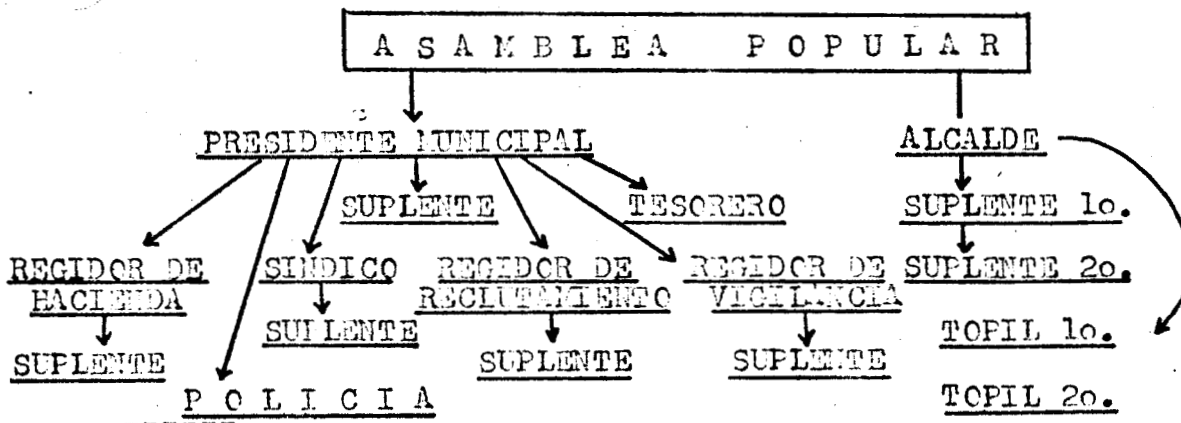 ASAMBLEA POPULAR
PRESIDENTE MUNICIPAL
ALCALDE
SUPLENTE
TESORERO
SUPLENTE 1o.
REGIDOR DE
HACIENDA
SINDICO
REGIDOR DE
RECLUTAMIENTO
REGIDOR DE
VIGILANCIA
SUPLENTE 2o.
SUPLENTE
SUPLENTE
SUPLENTE
SUPLENTE
TOPIL 1o.
POLICIA
TOPIL 2o.